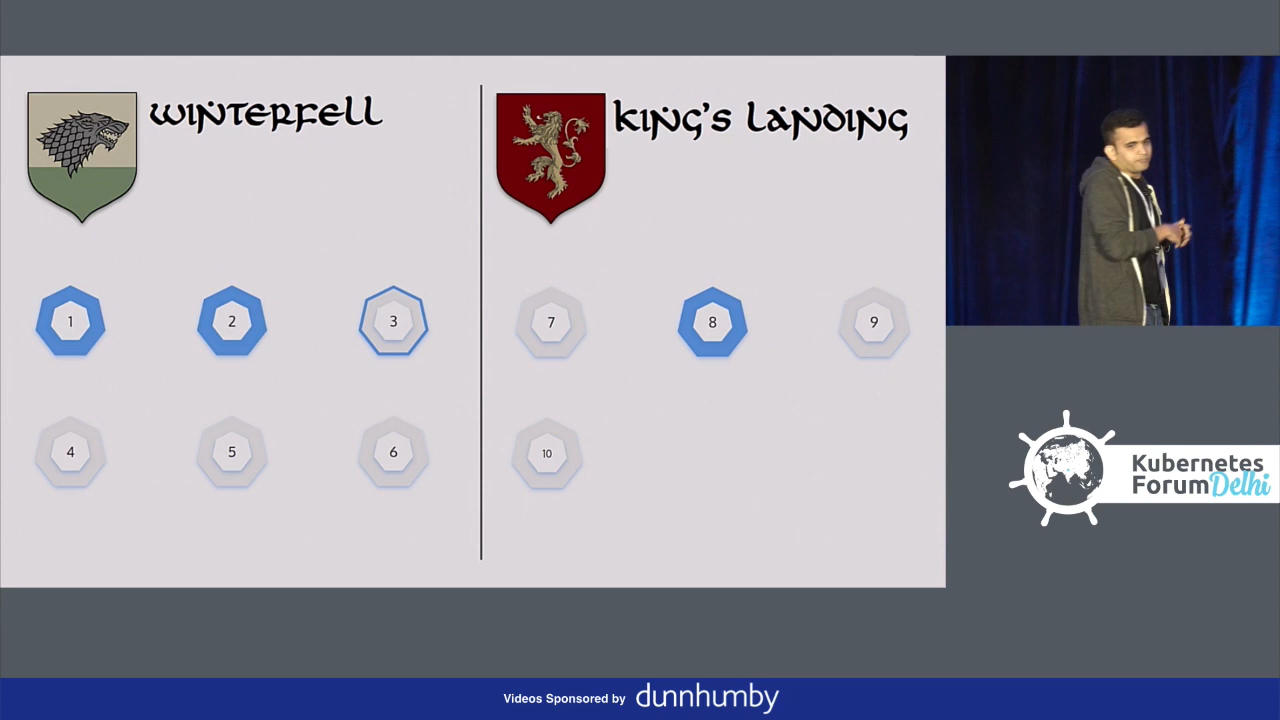 WINTERFELL
KING'S LANDING
1
2
3
7
8
9
4
5
6
10
Kubernetes
Forum Delhi
Videos Sponsored by dunnhumby